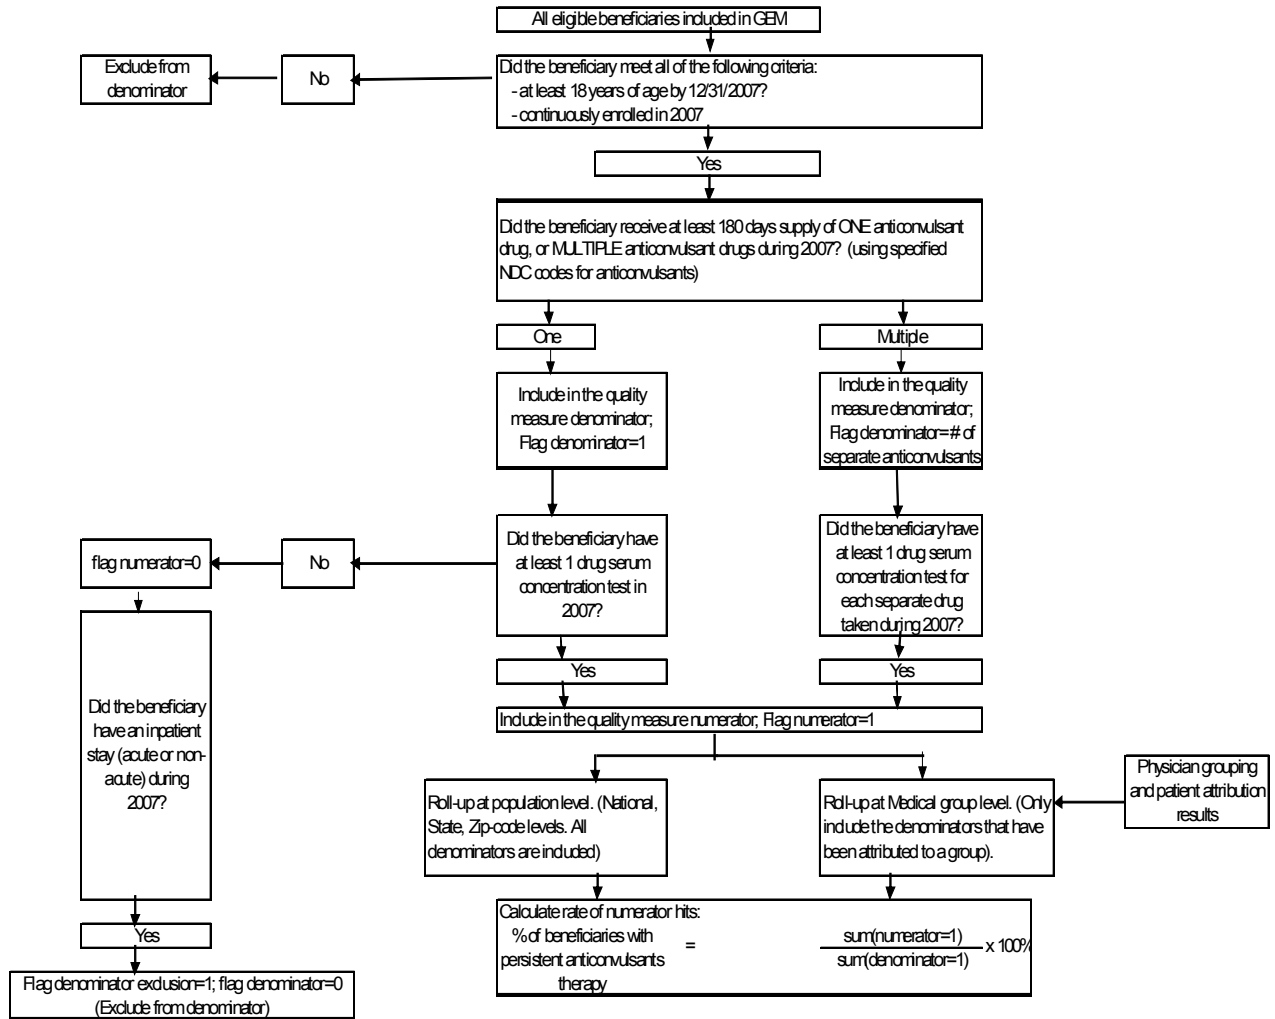 All eligible beneficiaries included in GEM
Exclude from
denominator
No
Did the beneficiary meet all of the following criteria:
- at least 18 years of age by 12/31/2007?
- continuously enrolled in 2007
Yes
Did the beneficiary receive at least 180 days supply of ONE anticonvulsant
drug, or MULTIPLE anticonvulsant drugs during 2007? (using specified
NDC codes for anticonvulsants)
One
Multiple
Include in the quality
measure denominator;
Flag denominator=1
Include in the quality
measure denominator;
Flag denominator=# of
separate anticonvulsants
flag numerator=0
No
Did the beneficiary have
at least 1 drug serum
concentration test in
2007?
Did the beneficiary have
at least 1 drug serum
concentration test for
each separate drug
taken during 2007?
Yes
Yes
Did the beneficiary
have an inpatient
stay (acute or non-
acute) during
2007?
Include in the quality measure numerator; Flag numerator=1
Roll-up at population level. (National,
State, Zip-code levels. All
denominators are included)
Roll-up at Medical group level. (Only
include the denominators that have
been attributed to a group).
Physician grouping
and patient attribution
results
Yes
Flag denominator exclusion=1; flag denominator=0
(Exclude from denominator)
Calculate rate of numerator hits:
% of beneficiaries with
persistent anticonvulsants
therapy
=
sum(numerator=1)
sum(denominator=1)
x 100%